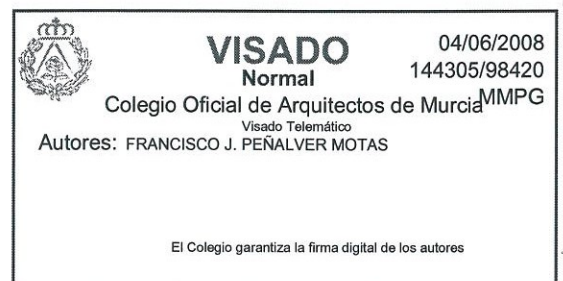 VISADO
Normal
04/06/2008
144305/98420
MMPG
Colegio Oficial de Arquitectos de Murcia
Visado Telemático
Autores: FRANCISCO J. PEÑALVER MOTAS
El Colegio garantiza la firma digital de los autores